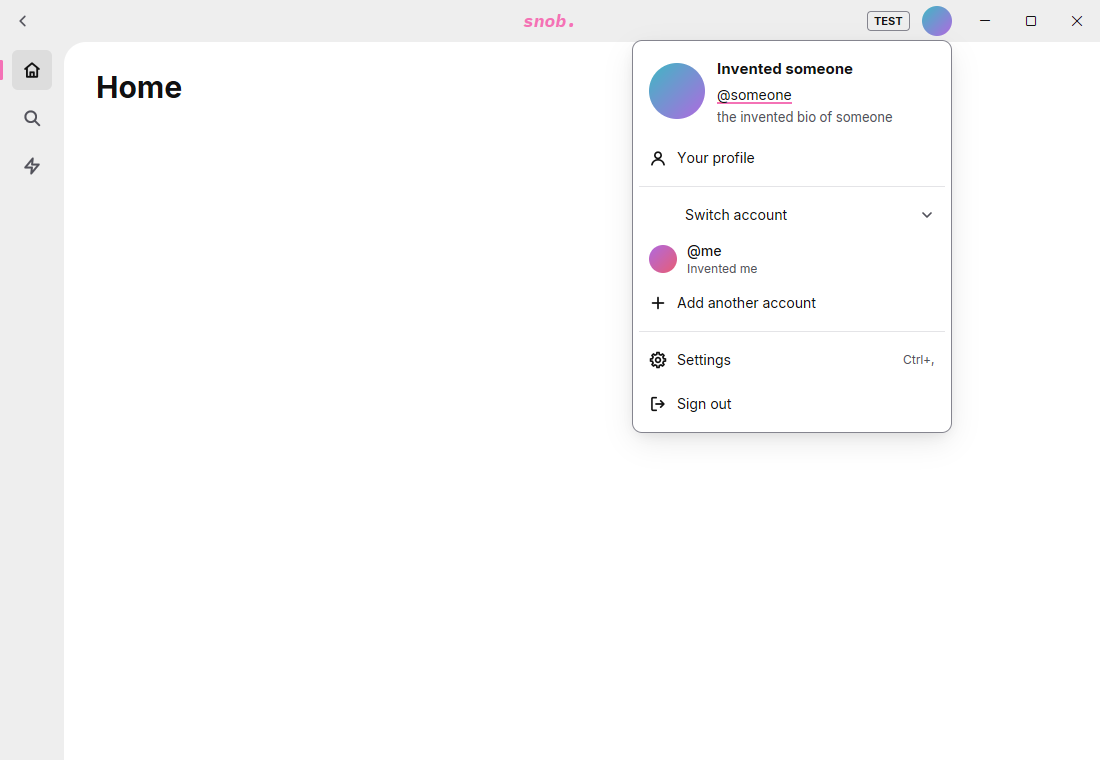 snob.
TEST
Home
Invented someone
@someone
the invented bio of someone
Your profile
Switch account
@me
Invented me
Add another account
Settings
Ctrl+,
Sign out